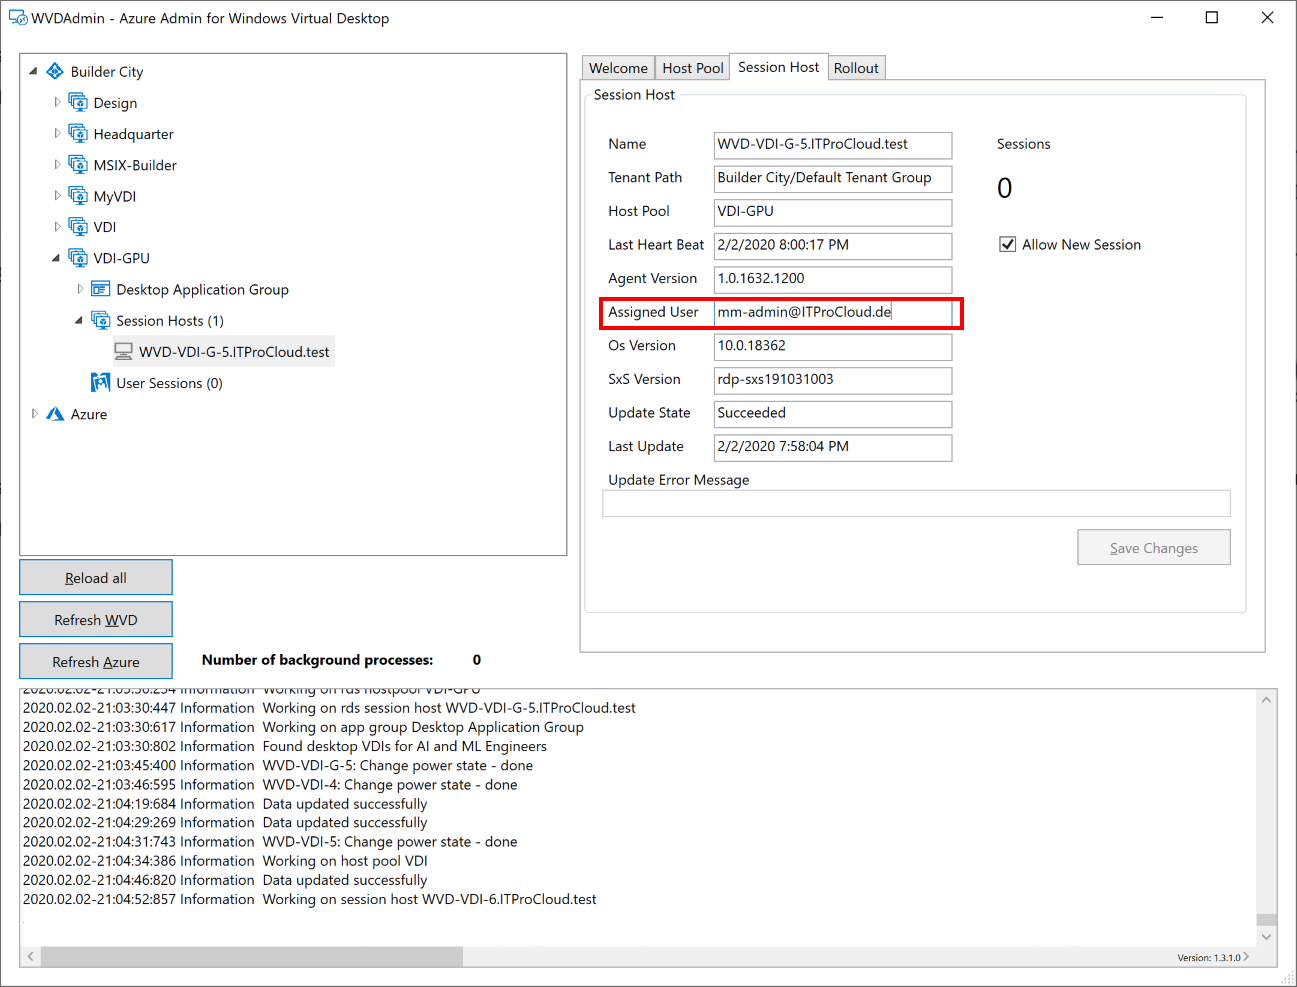 WVDAdmin - Azure Admin for Windows Virtual Desktop
Builder City
Design
Headquarter
MSIX-Builder
MyVDI
VDI
VDI-GPU
Desktop Application Group
Session Hosts (1)
WVD-VDI-G-5.ITProCloud.test
User Sessions (0)
Azure
Welcome Host Pool Session Host Rollout
Session Host
Name WVD-VDI-G-5.ITProCloud.test
Tenant Path Builder City/Default Tenant Group
Host Pool VDI-GPU
Last Heart Beat 2/2/2020 8:00:17 PM
Agent Version 1.0.1632.1200
Assigned User mm-admin@ITProCloud.de
Os Version 10.0.18362
SxS Version rdp-sxs191031003
Update State Succeeded
Last Update 2/2/2020 7:58:04 PM
Update Error Message
Sessions
0
Allow New Session
Save Changes
Reload all
Refresh WVD
Refresh Azure
Number of background processes: 0
2020.02.02-21:03:30:254 Information Working on rds hostpool VDI-GPU
2020.02.02-21:03:30:447 Information Working on rds session host WVD-VDI-G-5.ITProCloud.test
2020.02.02-21:03:30:617 Information Working on app group Desktop Application Group
2020.02.02-21:03:30:802 Information Found desktop VDIs for AI and ML Engineers
2020.02.02-21:03:45:400 Information WVD-VDI-G-5: Change power state - done
2020.02.02-21:03:46:595 Information WVD-VDI-4: Change power state - done
2020.02.02-21:04:19:684 Information Data updated successfully
2020.02.02-21:04:29:269 Information Data updated successfully
2020.02.02-21:04:31:743 Information WVD-VDI-5: Change power state - done
2020.02.02-21:04:34:386 Information Working on host pool VDI
2020.02.02-21:04:46:820 Information Data updated successfully
2020.02.02-21:04:52:857 Information Working on session host WVD-VDI-6.ITProCloud.test
Version: 1.3.1.0